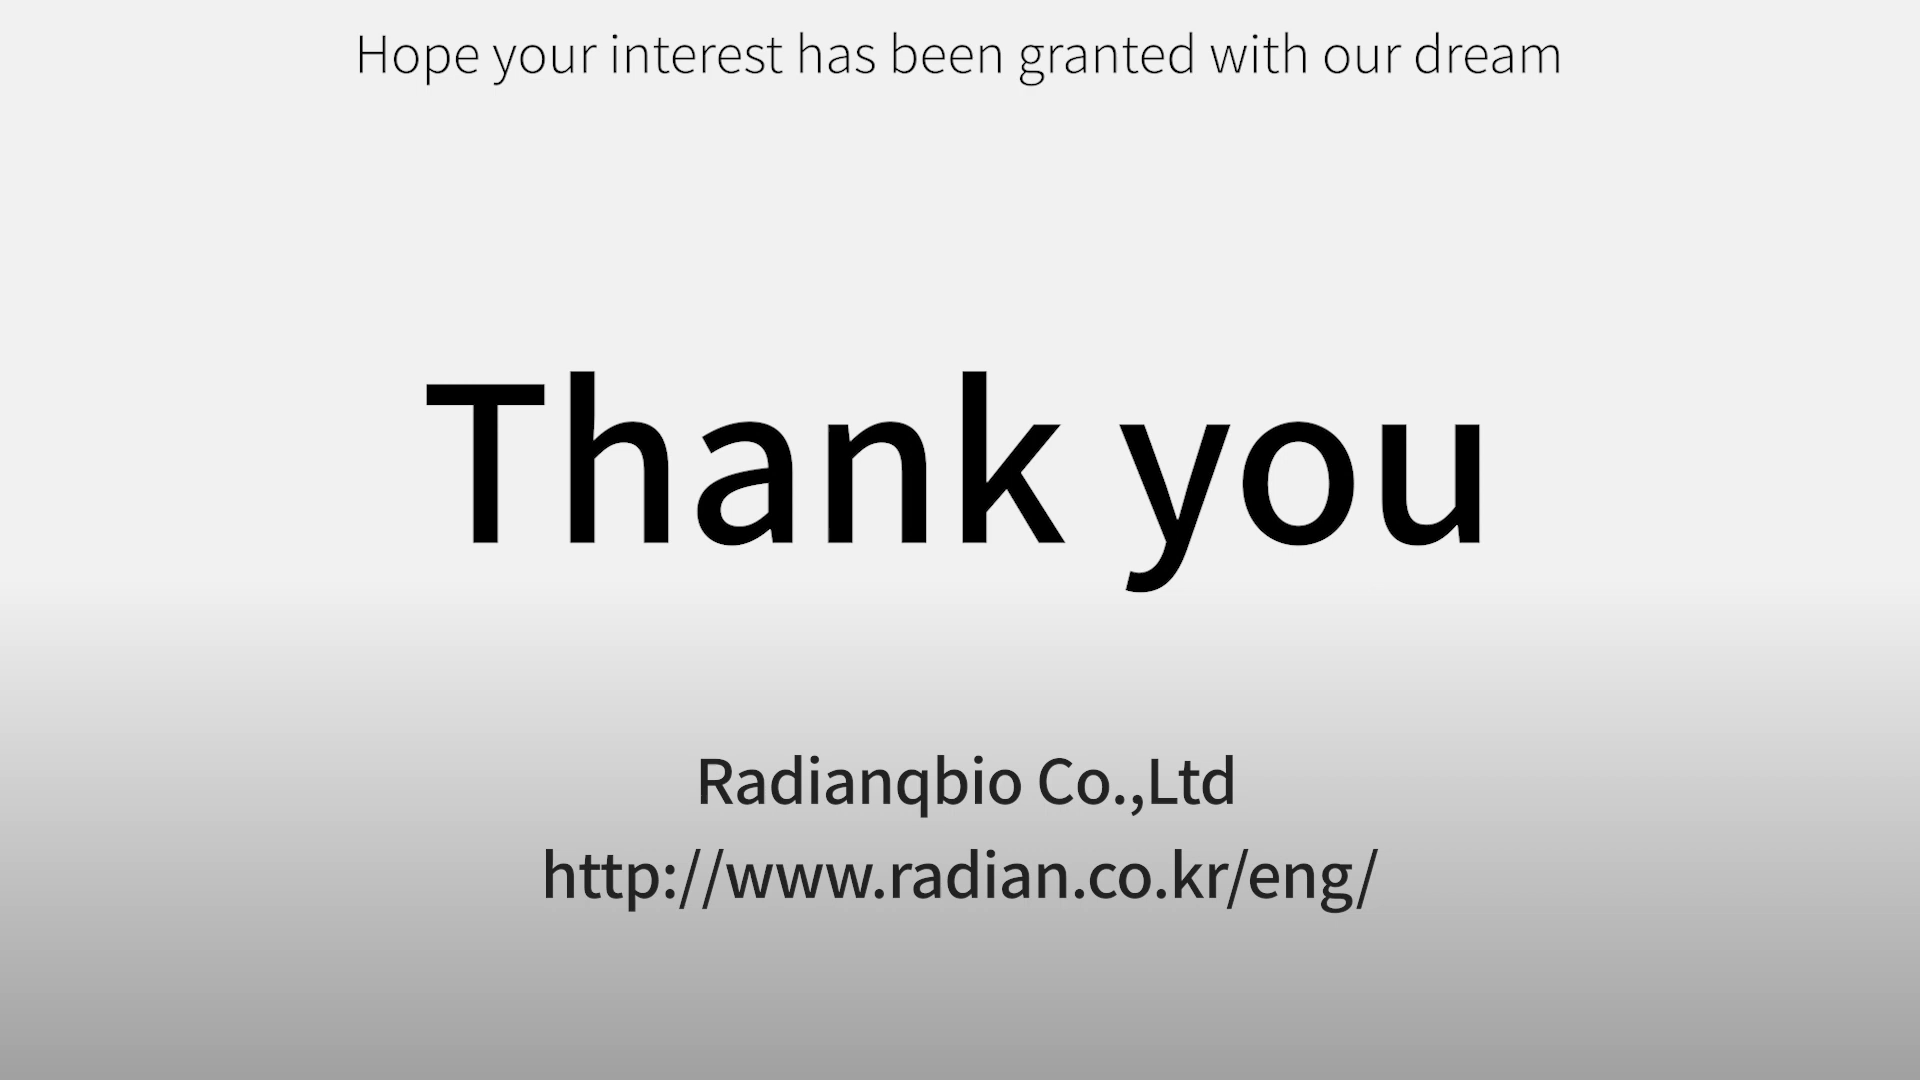 Hope your interest has been granted with our dream
Thank you
Radianqbio Co.,Ltd
http://www.radian.co.kr/eng/